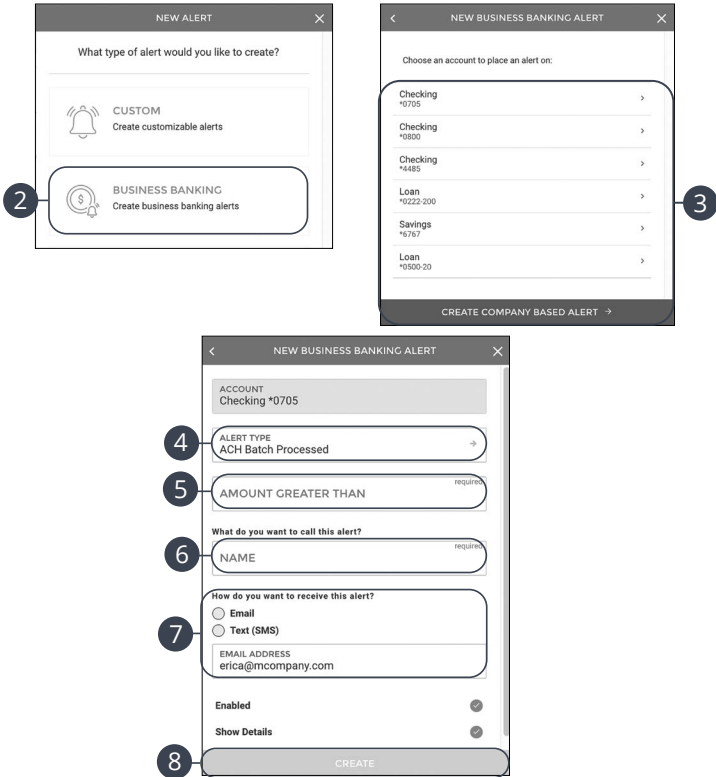 NEW ALERT
What type of alert would you like to create?
CUSTOM
Create customizable alerts
2
BUSINESS BANKING
Create business banking alerts
NEW BUSINESS BANKING ALERT
Choose an account to place an alert on:
Checking
*0705
Checking
*0800
Checking
*4485
Loan
*0222-200
Savings
*6767
Loan
*0500-20
3
CREATE COMPANY BASED ALERT →
NEW BUSINESS BANKING ALERT
ACCOUNT
Checking *0705
4
ALERT TYPE
ACH Batch Processed
5
required
AMOUNT GREATER THAN
What do you want to call this alert?
6
required
NAME
How do you want to receive this alert?
Email
7
Text (SMS)
EMAIL ADDRESS
erica@mcompany.com
Enabled
Show Details
8
CREATE